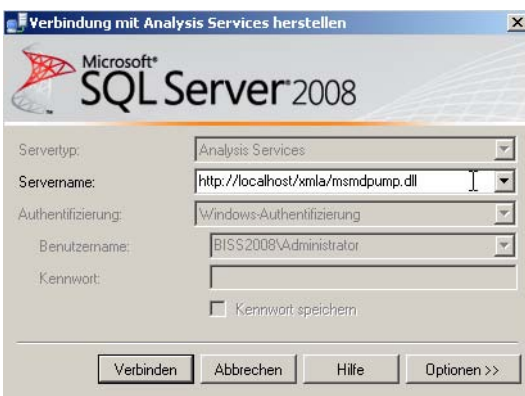 Verbindung mit Analysis Services herstellen
Microsoft®
SQL Server 2008
Servertyp: Analysis Services
Servername: http://localhost/xmla/msmdpump.dll
Authentifizierung: Windows-Authentifizierung
Benutzername: BISS2008\Administrator
Kennwort:
Kennwort speichern
Verbinden Abbrechen Hilfe Optionen >>